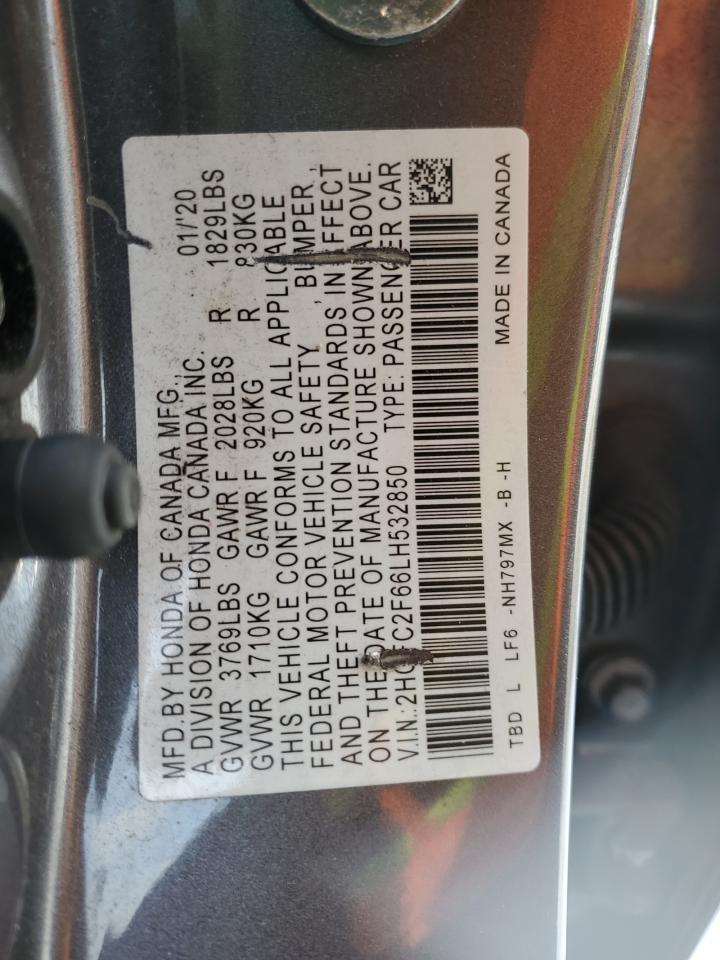 MFD.BY HONDA OF CANADA MFG., 01/'20
A DIVISION OF HONDA CANADA INC.
GVWR 3769LBS GAWR F 2028LBS R 1829LBS
GVWR 1710KG GAWR F 920KG R 830KG
THIS VEHICLE CONFORMS TO ALL APPLICABLE
FEDERAL MOTOR VEHICLE SAFETY , BUMPER ,
AND THEFT PREVENTION STANDARDS IN EFFECT
ON THE DATE OF MANUFACTURE SHOWN ABOVE.
V.I.N.: TYPE: PASSENGER CAR
TBD L LF6 -NH797MX -B -H MADE IN CANADA